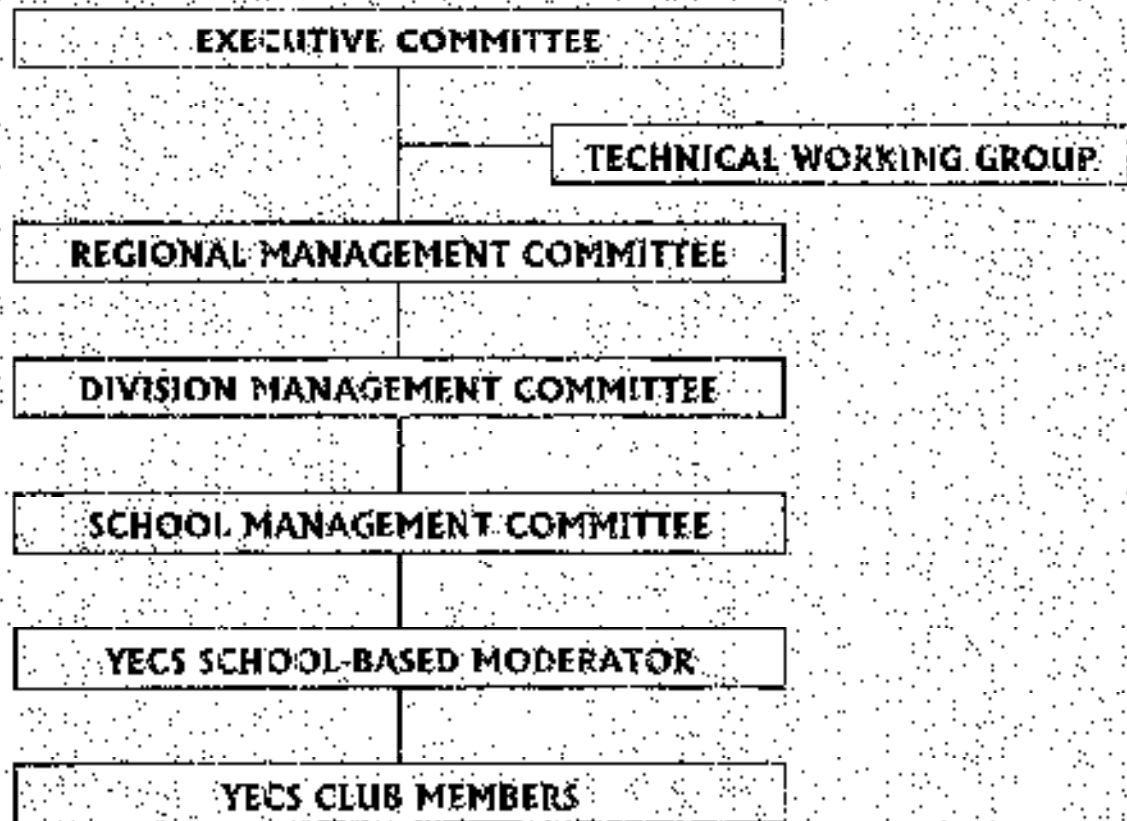 EXECUTIVE COMMITTEE
TECHNICAL WORKING GROUP
REGIONAL MANAGEMENT COMMITTEE
DIVISION MANAGEMENT COMMITTEE
SCHOOL MANAGEMENT COMMITTEE
YECS SCHOOL-BASED MODERATOR
YECS CLUB MEMBERS